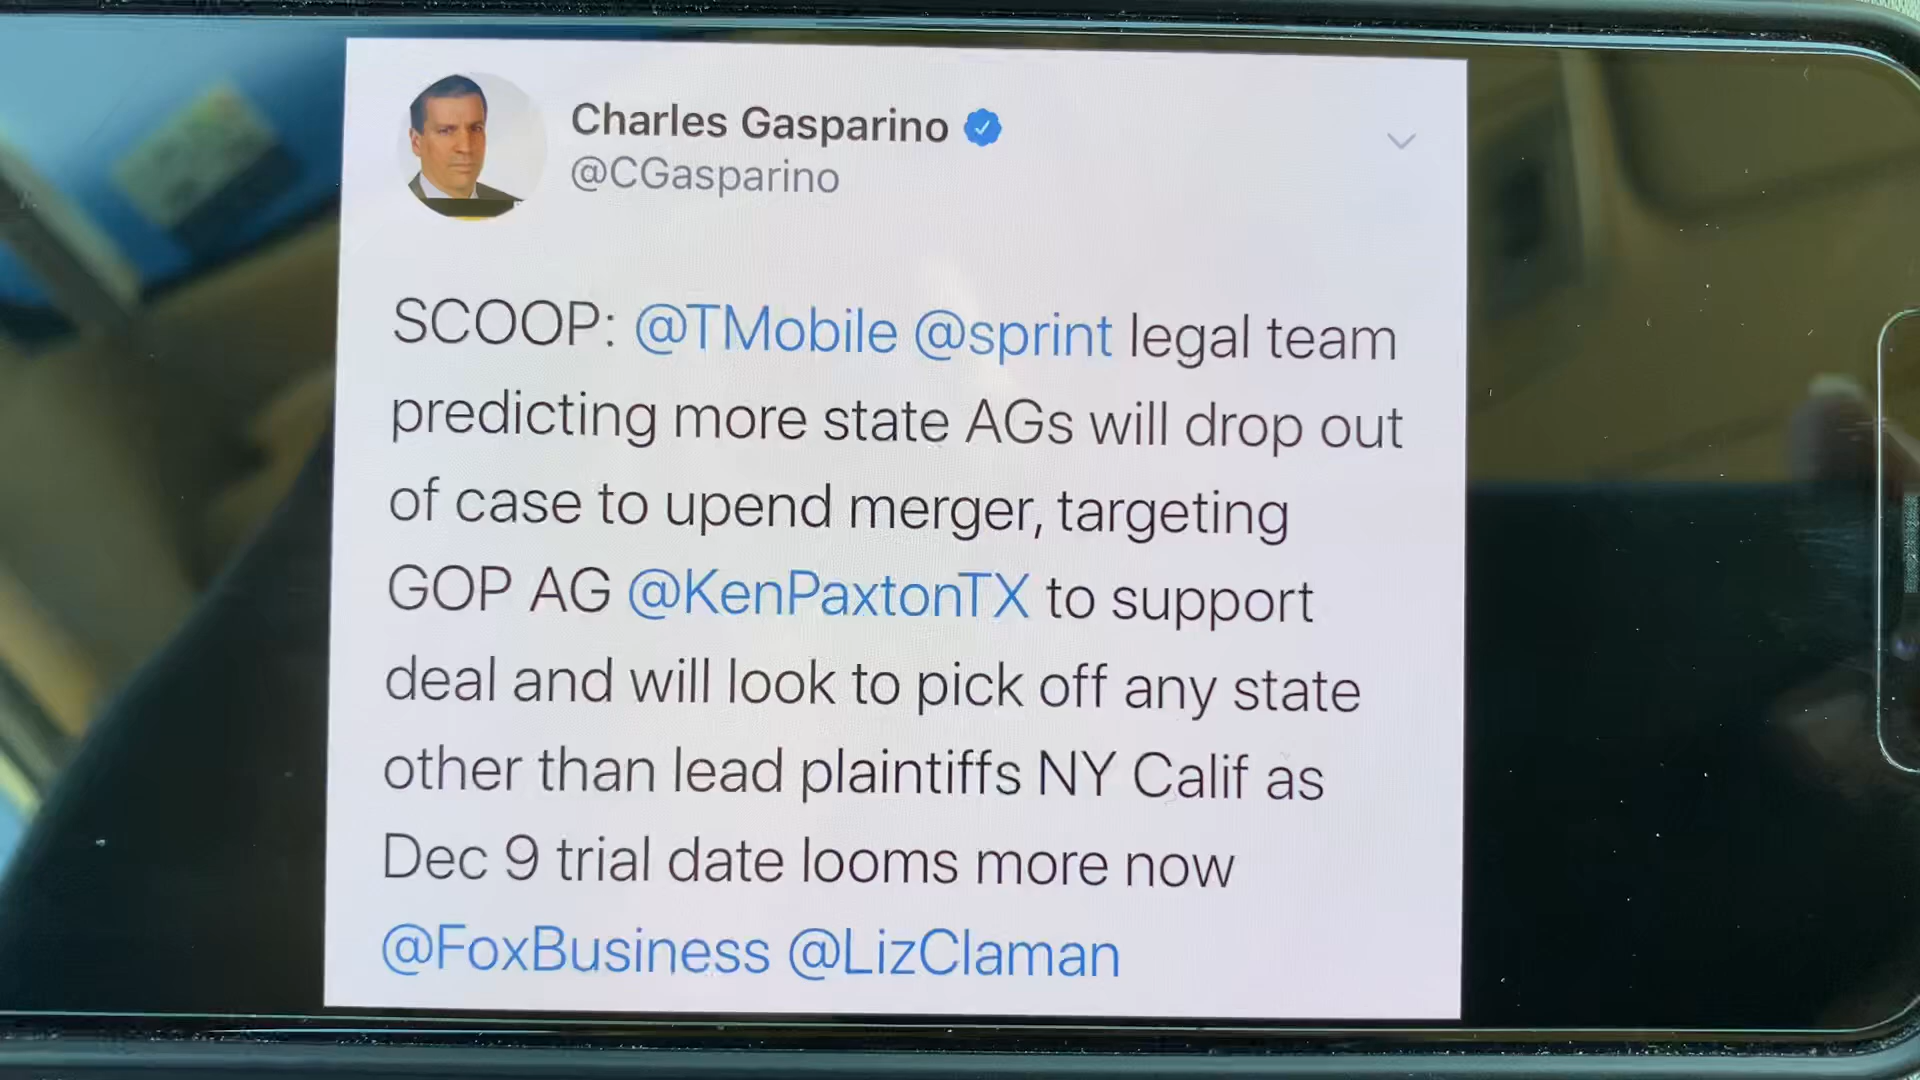 Charles Gasparino
@CGasparino
SCOOP: @TMobile @sprint legal team
predicting more state AGs will drop out
of case to upend merger, targeting
GOP AG @KenPaxtonTX to support
deal and will look to pick off any state
other than lead plaintiffs NY Calif as
Dec 9 trial date looms more now
@FoxBusiness @LizClaman